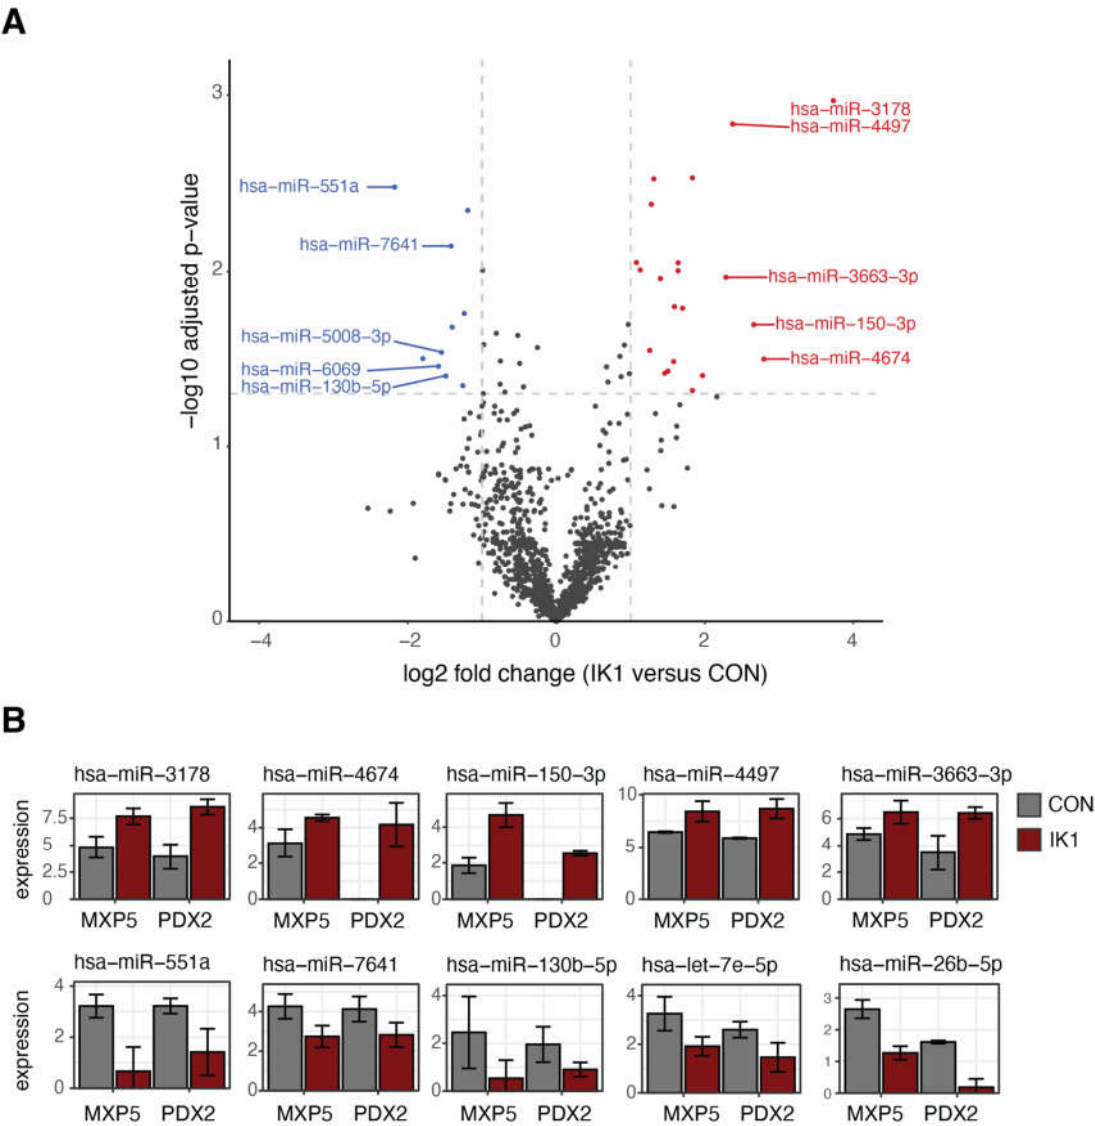 A
−log10 adjusted p−value
3
2
1
0
hsa−miR−3178
hsa−miR−4497
hsa−miR−551a
hsa−miR−7641
hsa−miR−3663−3p
hsa−miR−150−3p
hsa−miR−5008−3p
hsa−miR−4674
hsa−miR−6069
hsa−miR−130b−5p
−4 −2 0 2 4
log2 fold change (IK1 versus CON)
B
hsa−miR−3178 hsa−miR−4674 hsa−miR−150−3p hsa−miR−4497 hsa−miR−3663−3p
expression
7.5
5
2.5
0
4
2
0
4
2
0
10
5
0
6
4
2
0
CON
IK1
MXP5 PDX2 MXP5 PDX2 MXP5 PDX2 MXP5 PDX2 MXP5 PDX2
hsa−miR−551a hsa−miR−7641 hsa−miR−130b−5p hsa−let−7e−5p hsa−miR−26b−5p
expression
4
2
0
4
2
0
4
2
0
4
2
0
3
2
1
0
MXP5 PDX2 MXP5 PDX2 MXP5 PDX2 MXP5 PDX2 MXP5 PDX2